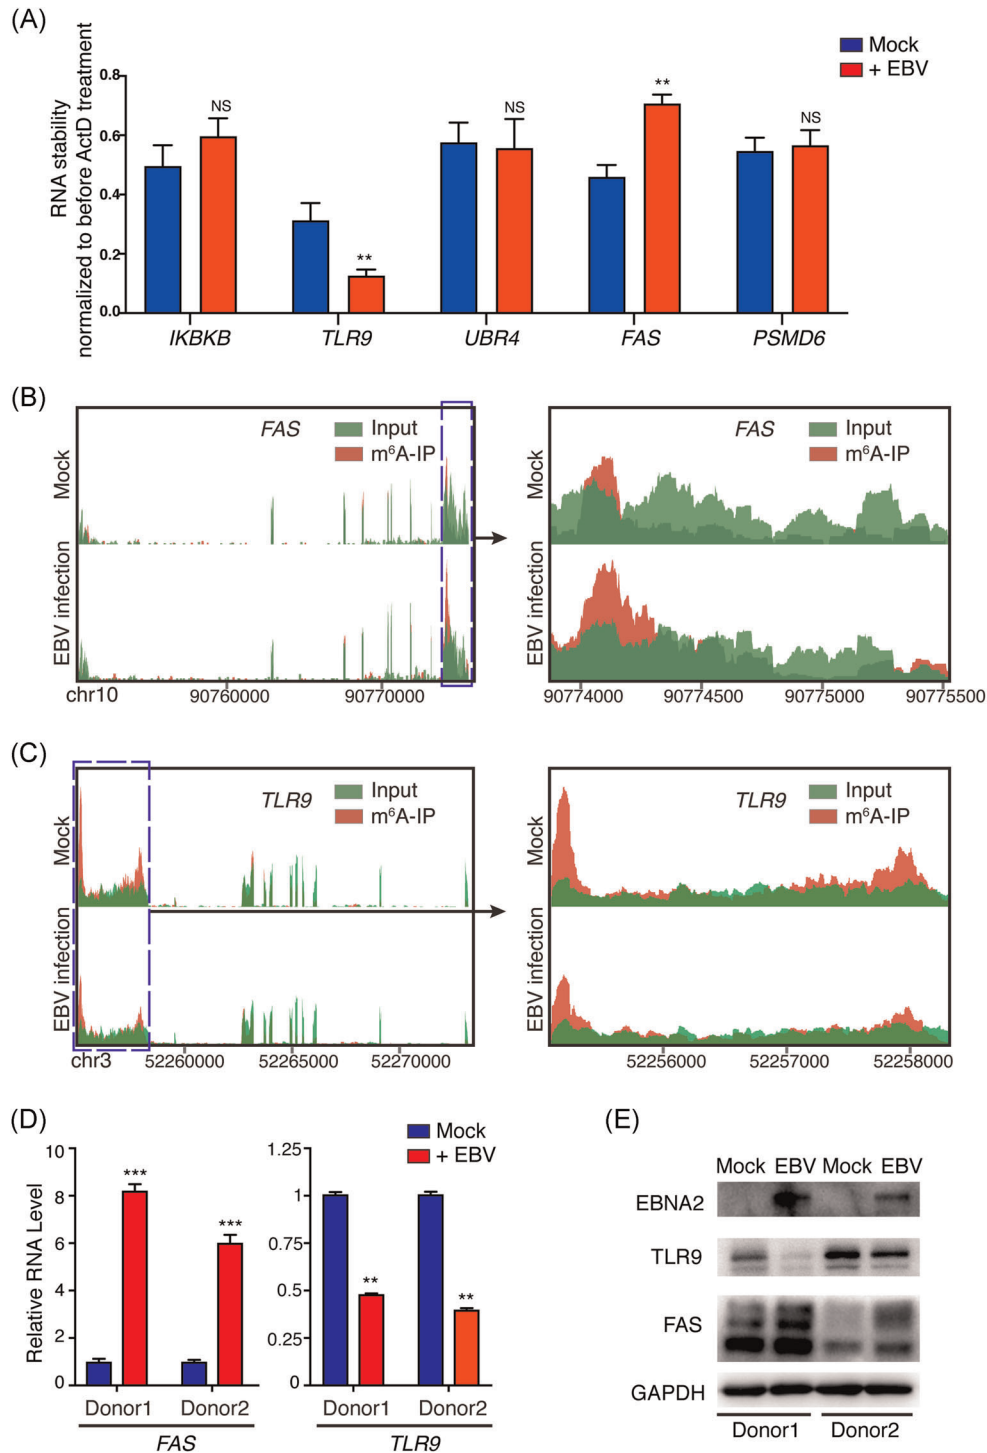 (A)
Mock
+ EBV
RNA stability
normalized to before ActD treatment
0.8
0.6
0.4
0.2
0.0
NS
**
NS
**
NS
IKBKB
TLR9
UBR4
FAS
PSMD6
(B)
Mock
EBV infection
FAS
Input
m⁶A-IP
chr10
90760000
90770000
Mock
EBV infection
FAS
Input
m⁶A-IP
90774000
90774500
90775000
90775500
(C)
Mock
EBV infection
TLR9
Input
m⁶A-IP
chr3
52260000
52265000
52270000
Mock
EBV infection
TLR9
Input
m⁶A-IP
52256000
52257000
52258000
(D)
Mock
+ EBV
Relative RNA Level
10
8
6
4
2
0
***
***
Donor1
Donor2
FAS
1.25
1
0.75
0.5
0.25
0
**
**
Donor1
Donor2
TLR9
(E)
Mock EBV Mock EBV
EBNA2
TLR9
FAS
GAPDH
Donor1
Donor2